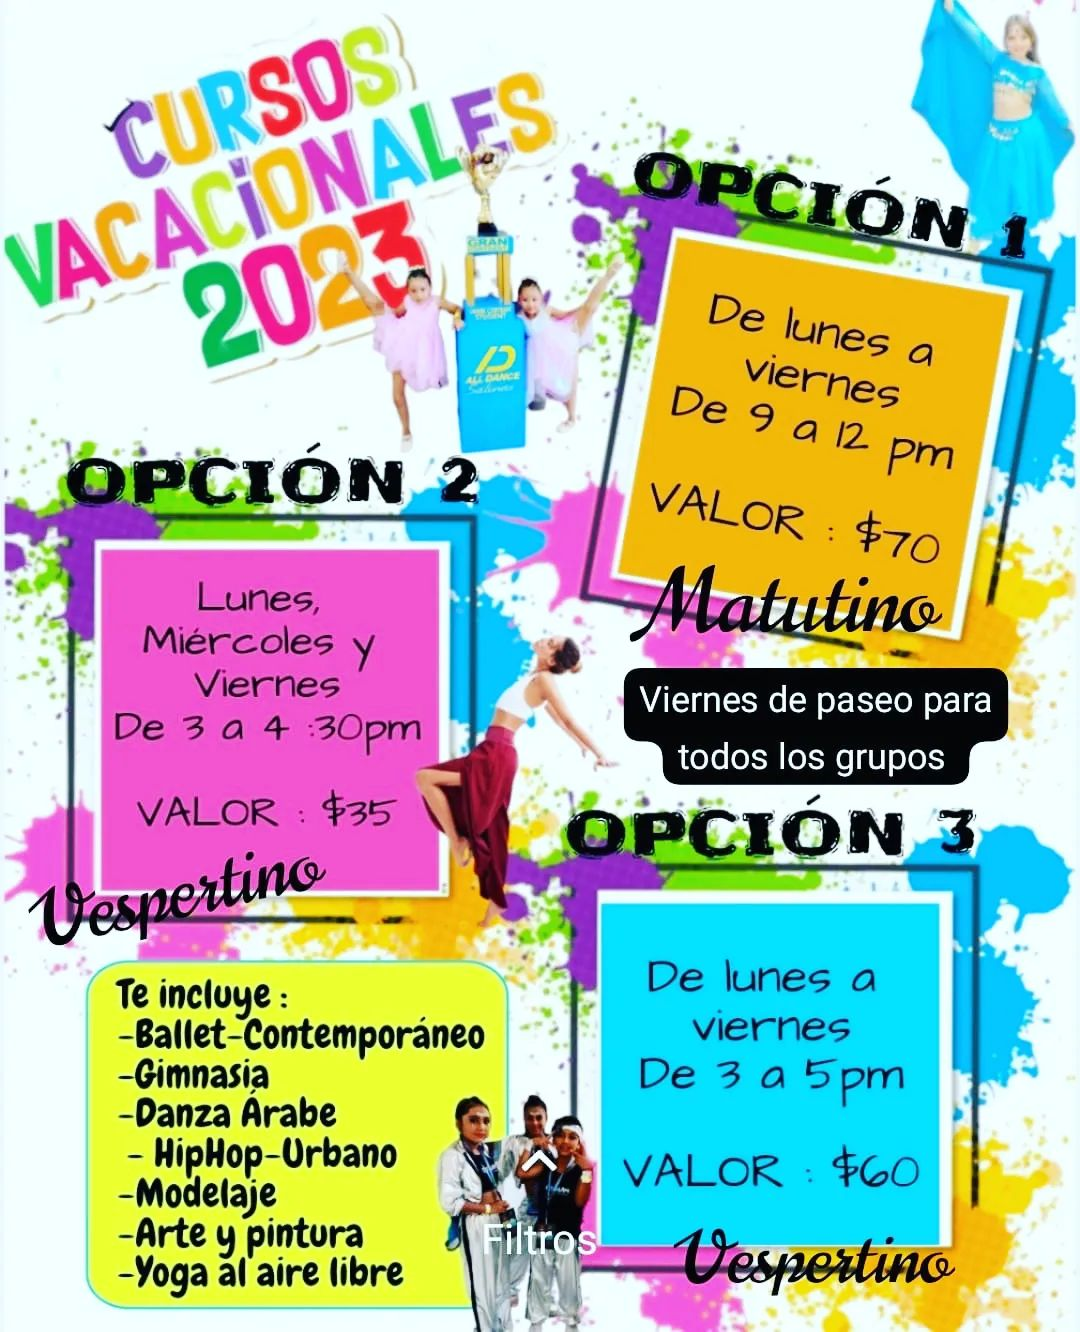 CURSOS
VACACiONALES
2023
GRAN
ALL DANCE
Salinas
OPCIÓN 1
De lunes a
viernes
De 9 a 12 pm
VALOR : $70
Matutino
OPCIÓN 2
Lunes,
Miércoles y
Viernes
De 3 a 4 :30pm
VALOR : $35
Vespertino
Viernes de paseo para
todos los grupos
OPCIÓN 3
De lunes a
viernes
De 3 a 5pm
VALOR : $60
Vespertino
Te incluye :
-Ballet-Contemporáneo
-Gimnasia
-Danza Árabe
- HipHop-Urbano
-Modelaje
-Arte y pintura
-Yoga al aire libre
Filtros